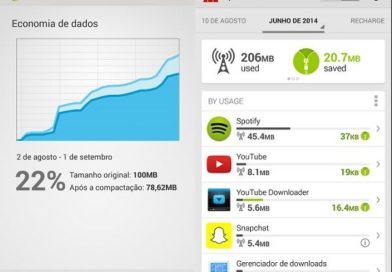 Economia de dados
2 de agosto - 1 de setembro
22%
Tamanho original: 100MB
Após a compactação: 78,62MB
10 DE AGOSTO
JUNHO DE 2014
RECHARGE
206MB
used
20.7MB
saved
BY USAGE
Spotify
45.4MB
37KB
YouTube
8.1MB
19KB
YouTube Downloader
5.6MB
16.4MB
Snapchat
5.4MB
Gerenciador de downloads